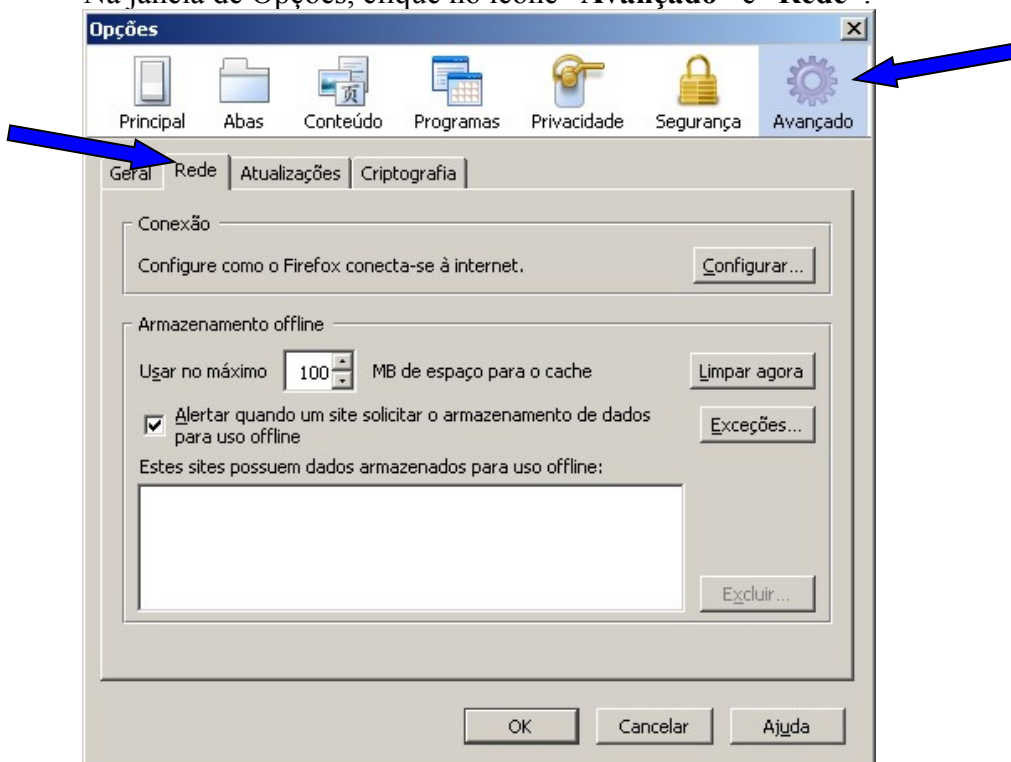 Na janela de Opções, clique no ícone "Avançado" e "Rede".
Opções
Principal Abas Conteúdo Programas Privacidade Segurança Avançado
页
Geral Rede Atualizações Criptografia
Conexão
Configure como o Firefox conecta-se à internet. Configurar...
Armazenamento offline
Usar no máximo 100 MB de espaço para o cache Limpar agora
Alertar quando um site solicitar o armazenamento de dados
para uso offline Exceções...
Estes sites possuem dados armazenados para uso offline:
Excluir...
OK Cancelar Ajuda